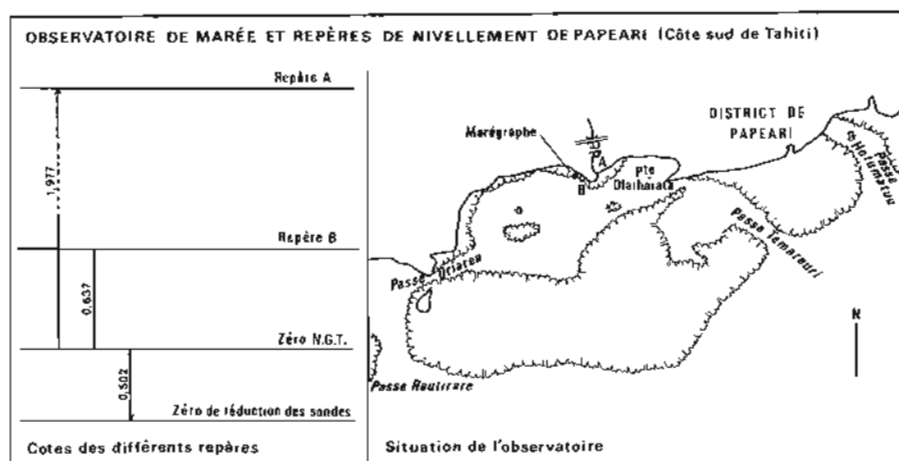 OBSERVATOIRE DE MARÉE ET REPÈRES DE NIVELLEMENT DE PAPEARI (Côte sud de Tahiti)
Repère A
1,977
Repère B
0,637
Zéro N.G.T.
0,502
Zéro de réduction des sondes
Cotes des différents repères
Marégraphe
A
B
Pte
DISTRICT DE
PAPEARI
Passe
Hotumatuu
Passe Temarauri
Passe
N
Passe Rautirare
Situation de l'observatoire